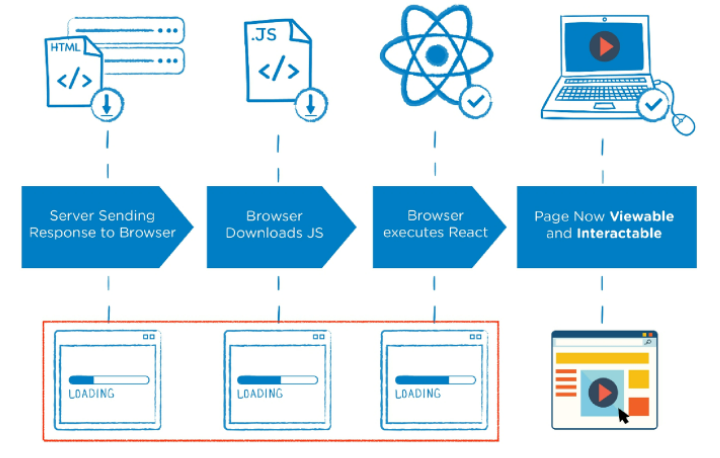 HTML
</>
.JS
</>
Server Sending
Response to Browser
Browser
Downloads JS
Browser
executes React
Page Now Viewable
and Interactable
LOADING
LOADING
LOADING